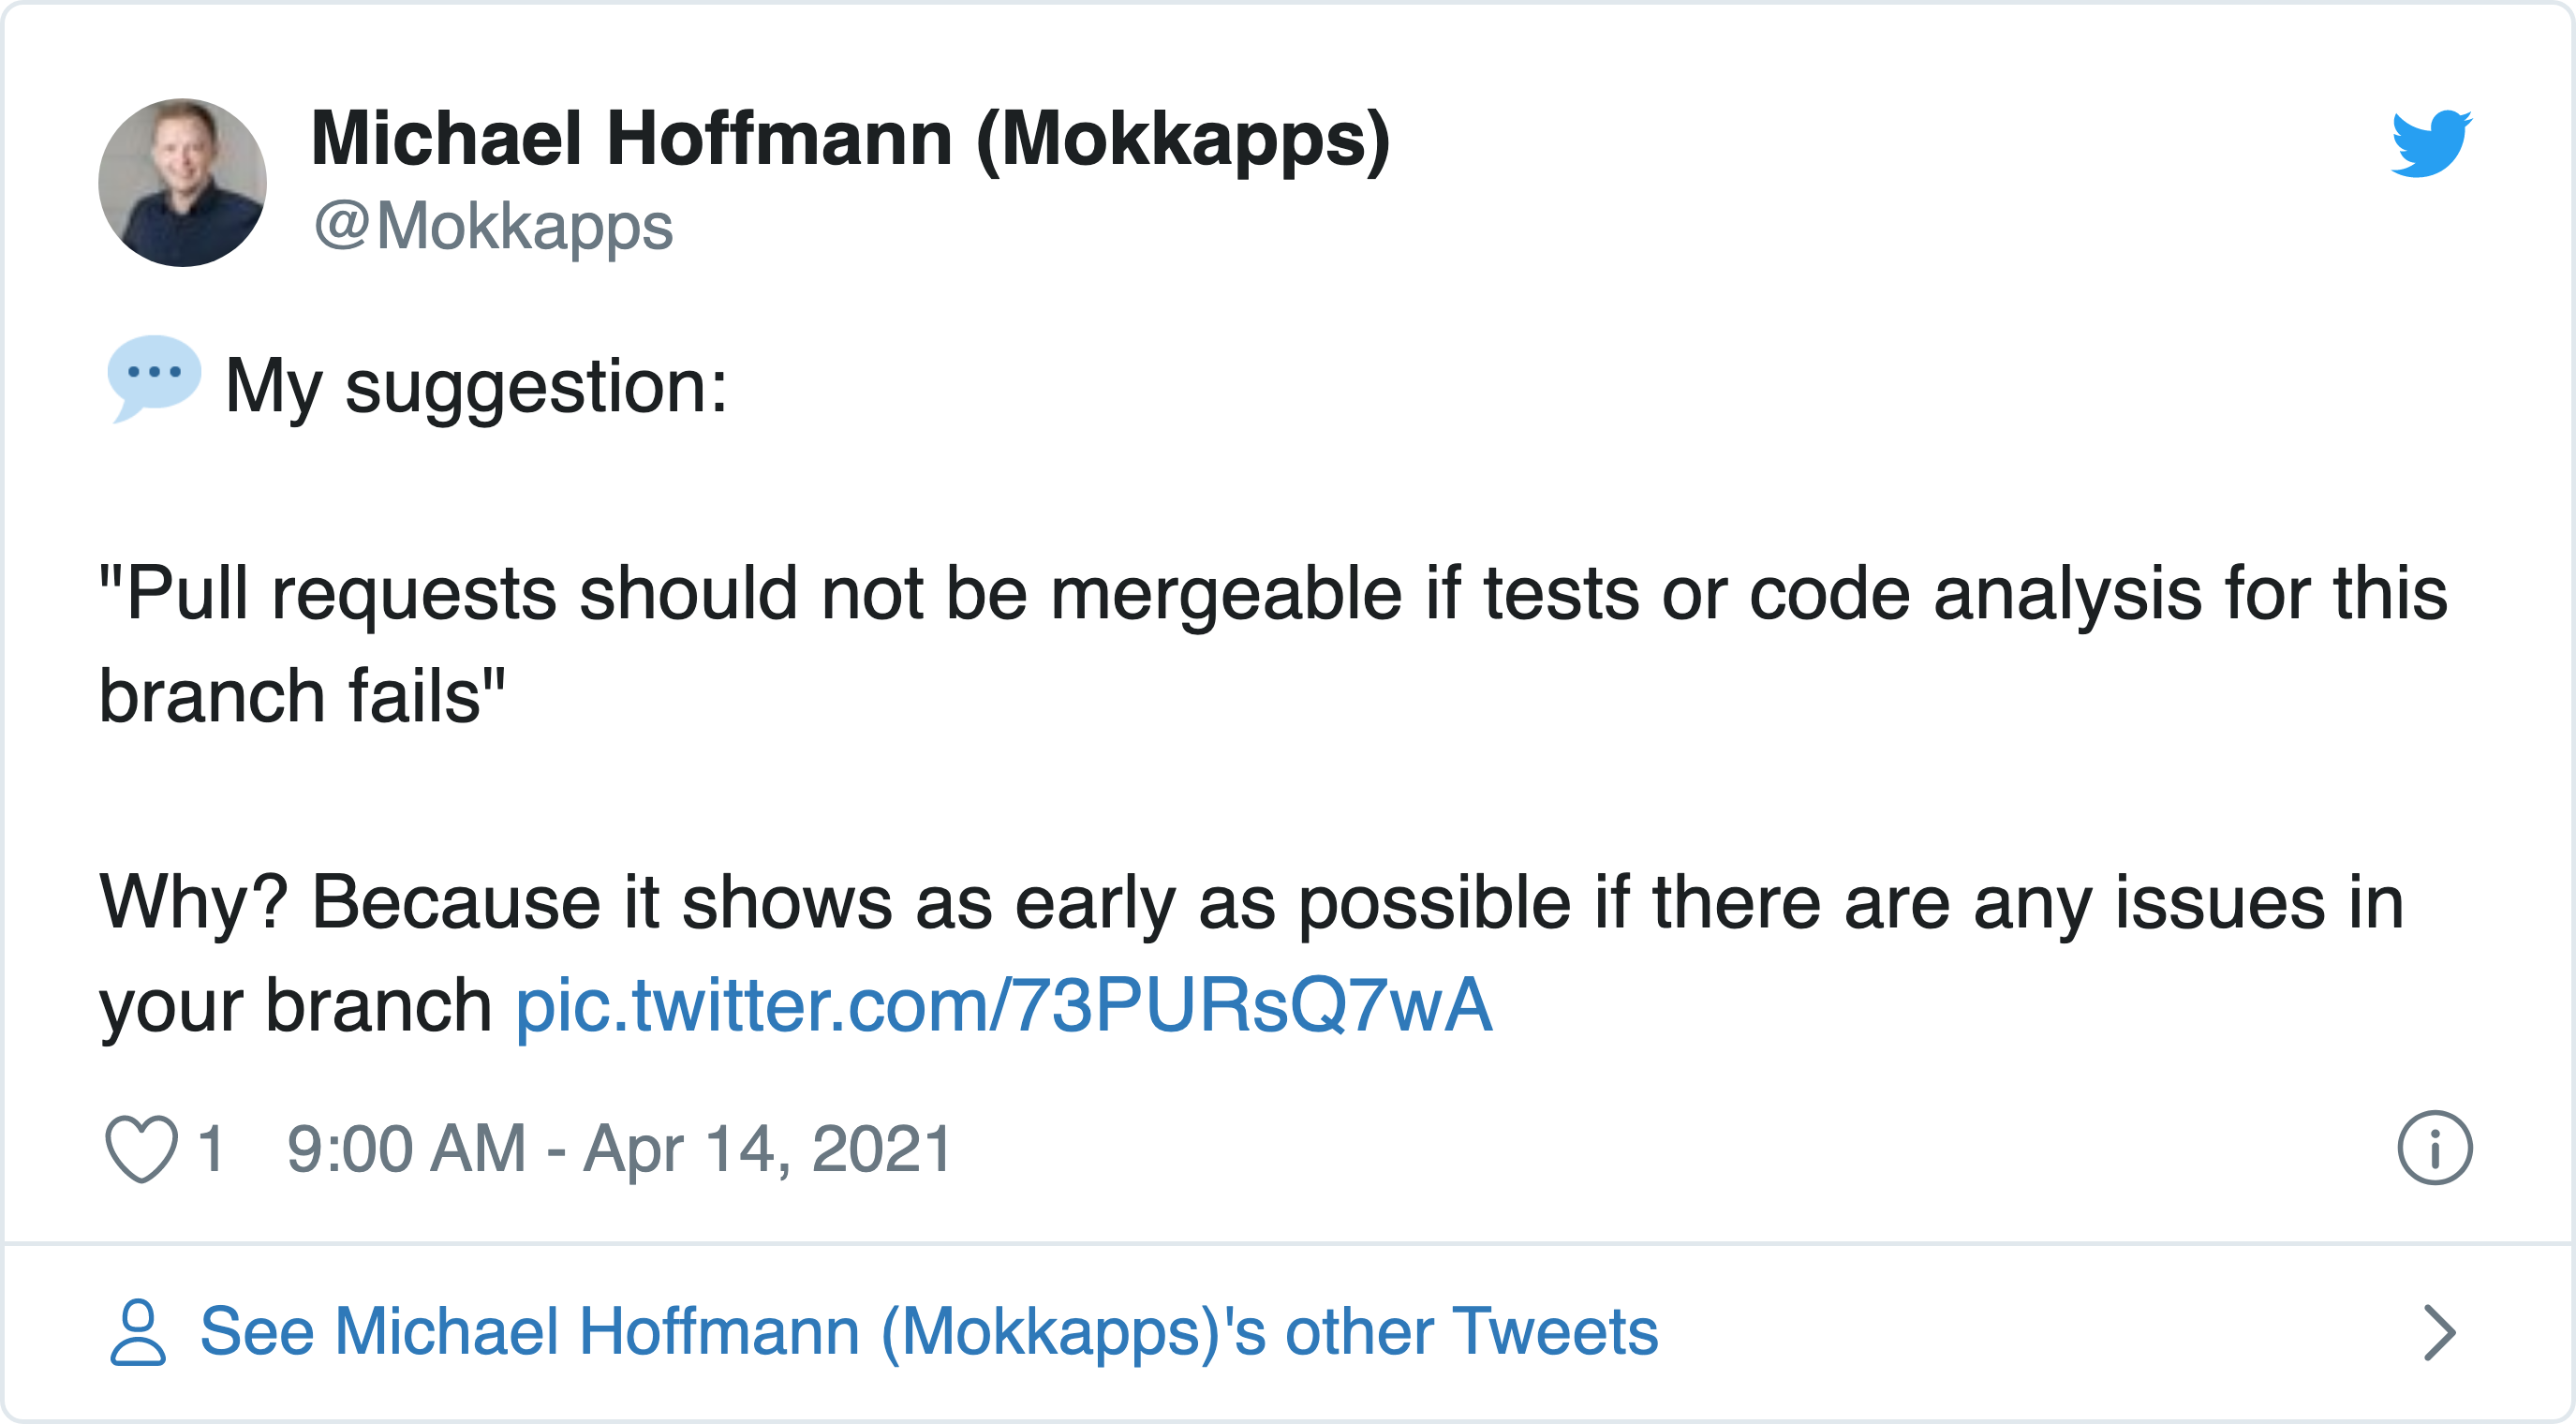 Michael Hoffmann (Mokkapps)
@Mokkapps
💬 My suggestion:
"Pull requests should not be mergeable if tests or code analysis for this
branch fails"
Why? Because it shows as early as possible if there are any issues in
your branch pic.twitter.com/73PURsQ7wA
1 9:00 AM - Apr 14, 2021
See Michael Hoffmann (Mokkapps)'s other Tweets